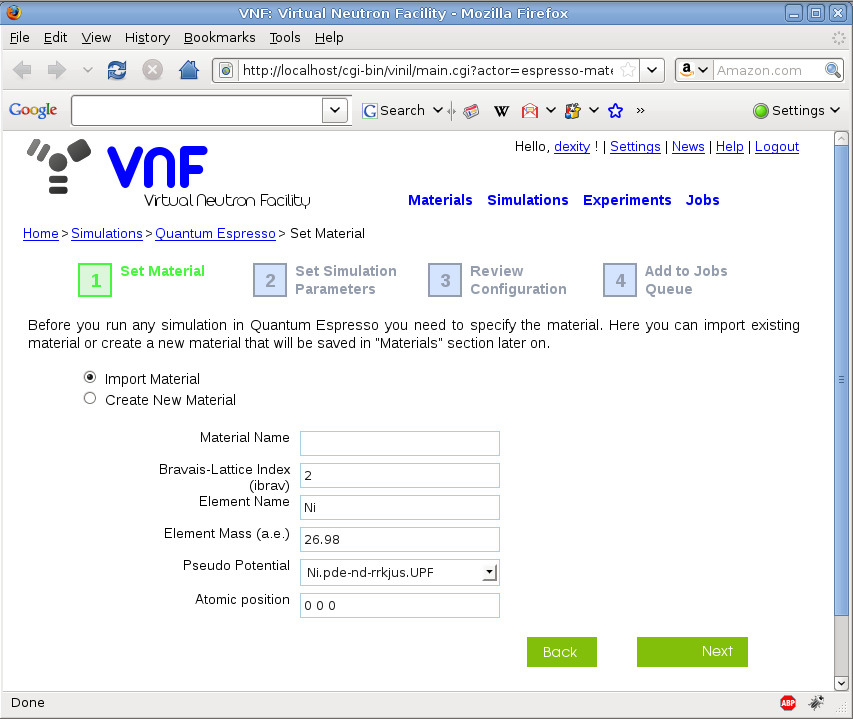 VNF: Virtual Neutron Facility - Mozilla Firefox
File Edit View History Bookmarks Tools Help
http://localhost/cgi-bin/vinil/main.cgi?actor=espresso-mate
a Amazon.com
Google G Search W » Settings
Hello, dexity ! | Settings | News | Help | Logout
VNF
Virtual Neutron Facility
Materials Simulations Experiments Jobs
Home > Simulations > Quantum Espresso > Set Material
1 Set Material
2 Set Simulation
Parameters
3 Review
Configuration
4 Add to Jobs
Queue
Before you run any simulation in Quantum Espresso you need to specify the material. Here you can import existing
material or create a new material that will be saved in "Materials" section later on.
Import Material
Create New Material
Material Name
Bravais-Lattice Index
(ibrav)
2
Element Name Ni
Element Mass (a.e.) 26.98
Pseudo Potential Ni.pde-nd-rrkjus.UPF
Atomic position 0 0 0
Back Next
Done ABP